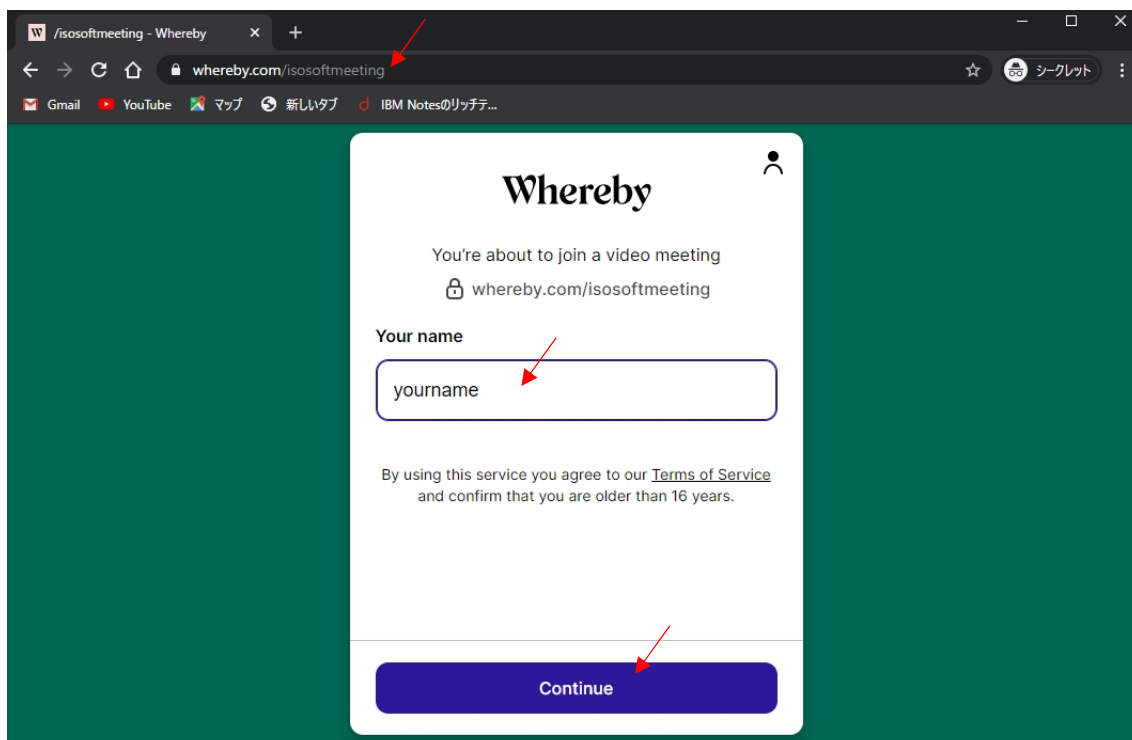 /isosoftmeeting - Whereby
whereby.com/isosoftmeeting
シークレット
Gmail YouTube マップ 新しいタブ IBM Notesのリッチテ...
Whereby
You're about to join a video meeting
whereby.com/isosoftmeeting
Your name
yourname
By using this service you agree to our Terms of Service
and confirm that you are older than 16 years.
Continue